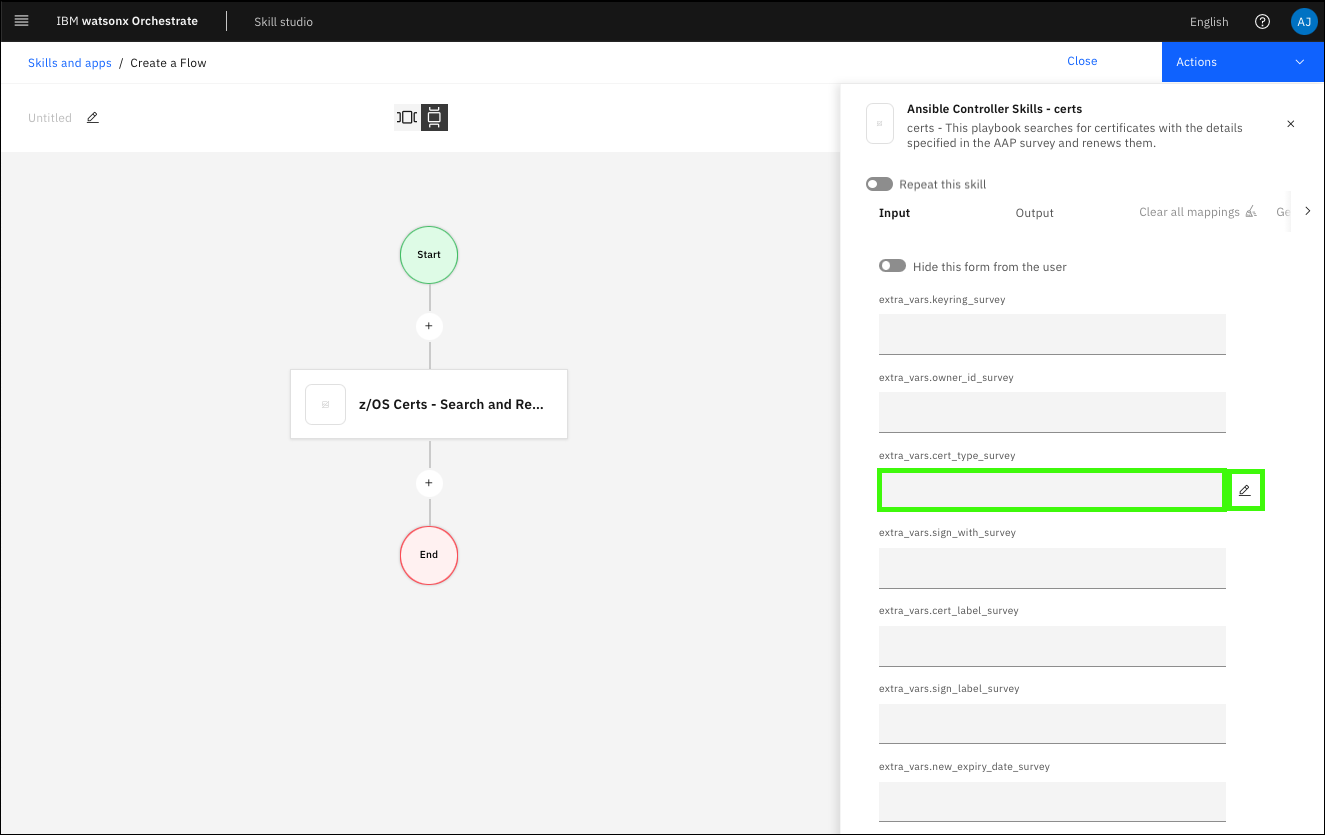 IBM watsonx Orchestrate
Skill studio
English
AJ
Skills and apps / Create a Flow
Close
Actions
Untitled
Start
+
z/OS Certs - Search and Re...
+
End
Ansible Controller Skills - certs
certs - This playbook searches for certificates with the details
specified in the AAP survey and renews them.
Repeat this skill
Input
Output
Clear all mappings
Ge
Hide this form from the user
extra_vars.keyring_survey
extra_vars.owner_id_survey
extra_vars.cert_type_survey
extra_vars.sign_with_survey
extra_vars.cert_label_survey
extra_vars.sign_label_survey
extra_vars.new_expiry_date_survey